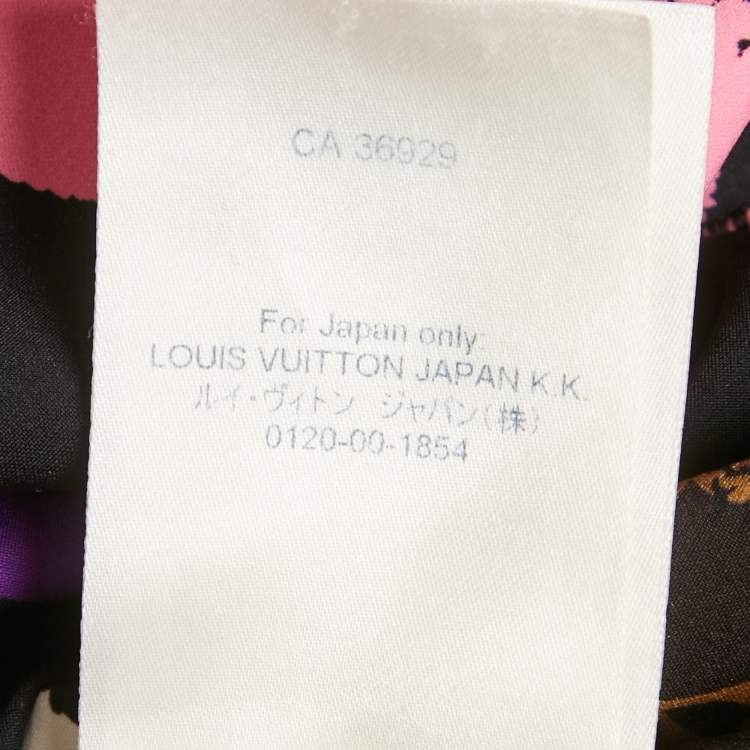 CA 36929
For Japan only:
LOUIS VUITTON JAPAN K.K.
ルイ・ヴィトン ジャパン(株)
0120-00-1854